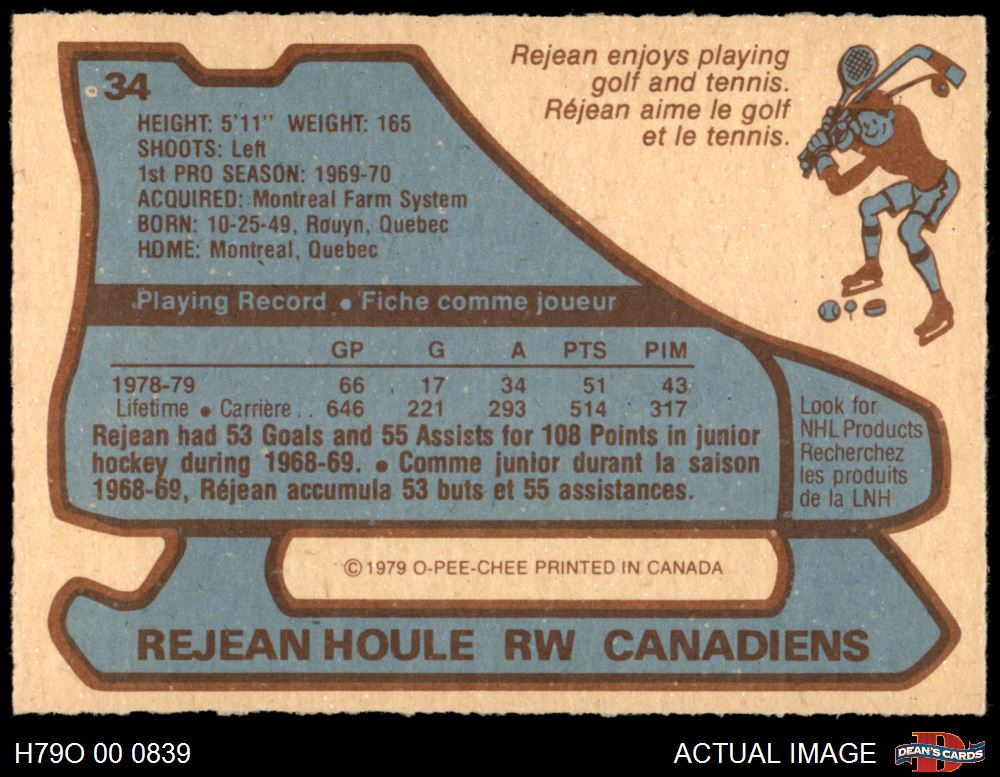 Rejean enjoys playing
golf and tennis.
Réjean aime le golf
et le tennis.
34
HEIGHT: 5'11" WEIGHT: 165
SHOOTS: Left
1st PRO SEASON: 1969-70
ACQUIRED: Montreal Farm System
BORN: 10-25-49, Rouyn, Quebec
HOME: Montreal, Quebec
Playing Record • Fiche comme joueur
GP G A PTS PIM
1978-79 66 17 34 51 43
Lifetime • Carrière . . 646 221 293 514 317
Rejean had 53 Goals and 55 Assists for 108 Points in junior
hockey during 1968-69. • Comme junior durant la saison
1968-69, Réjean accumula 53 buts et 55 assistances.
Look for
NHL Products
Recherchez
les produits
de la LNH
© 1979 O-PEE-CHEE PRINTED IN CANADA
REJEAN HOULE RW CANADIENS
H79O 00 0839
ACTUAL IMAGE
D
DEAN'S CARDS